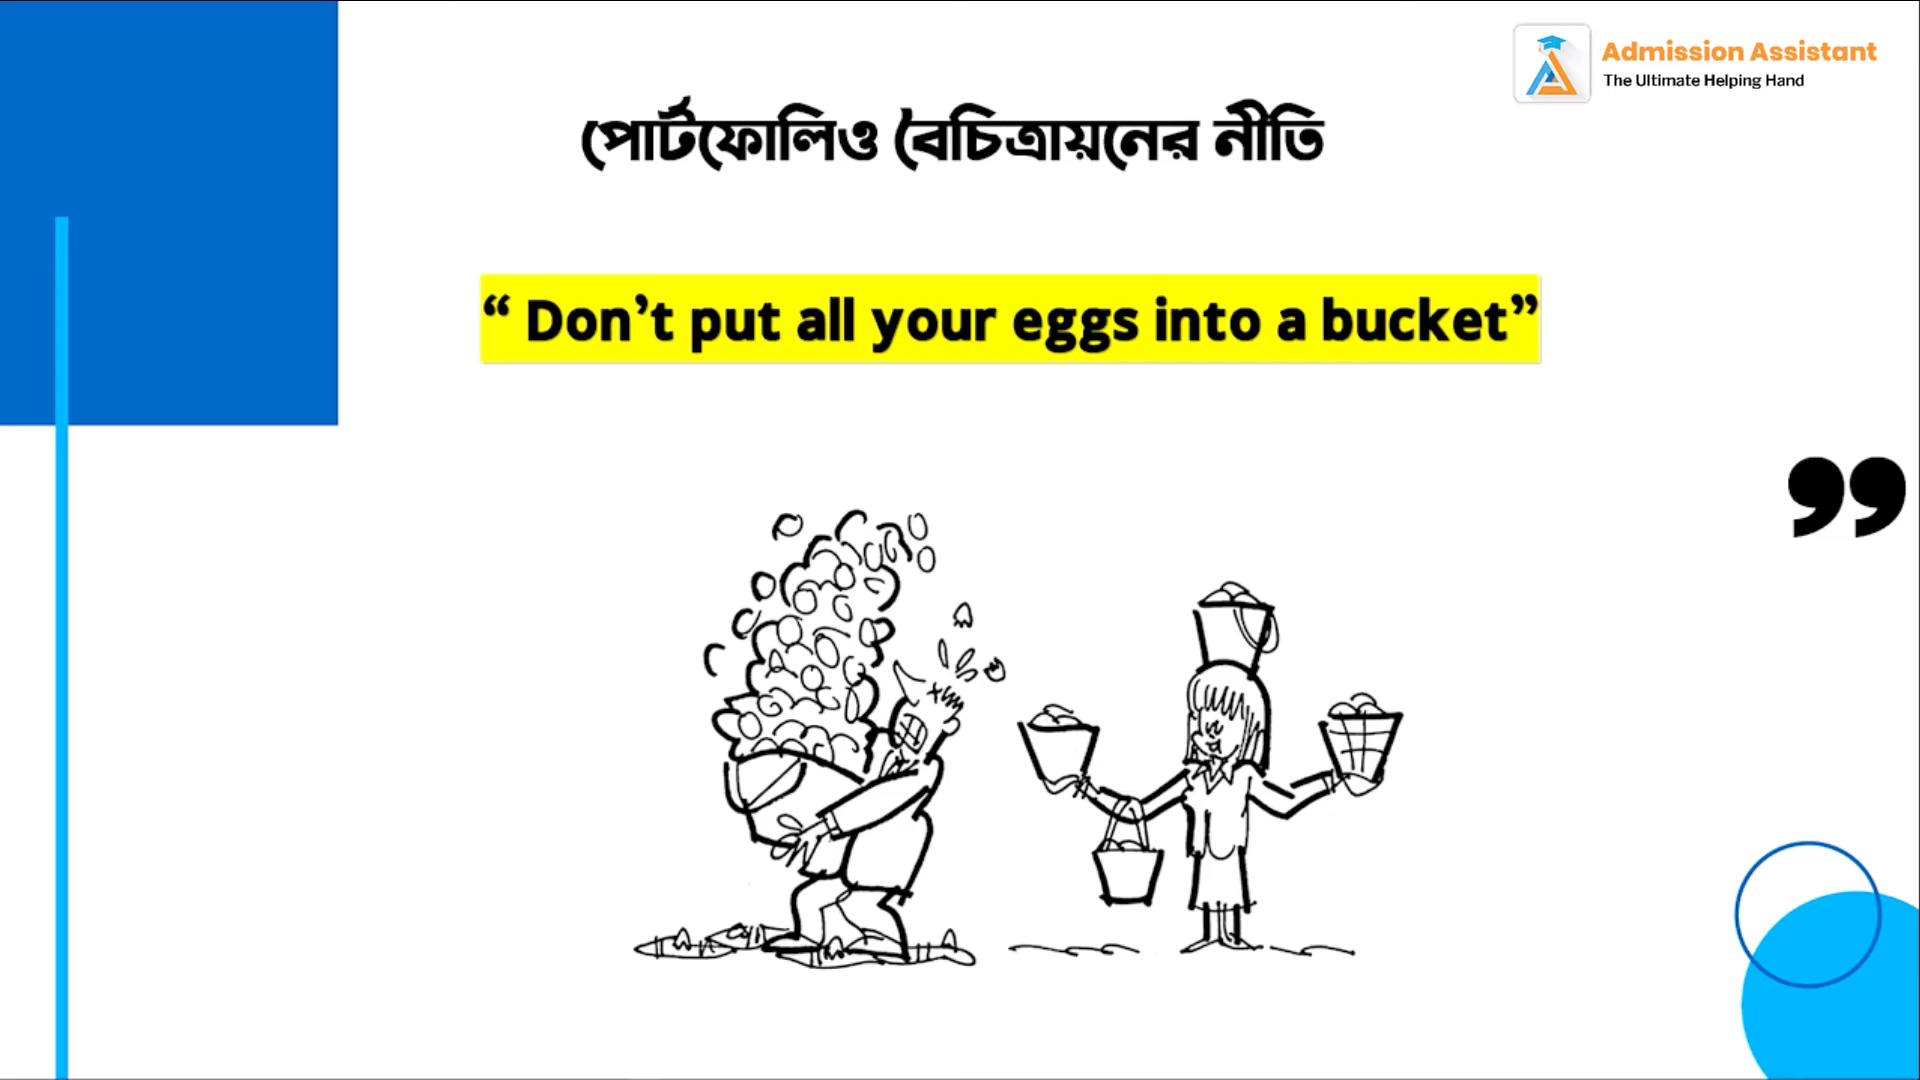 Admission Assistant
The Ultimate Helping Hand
পোর্টফোলিও বৈচিত্রায়নের নীতি
“ Don’t put all your eggs into a bucket”
”